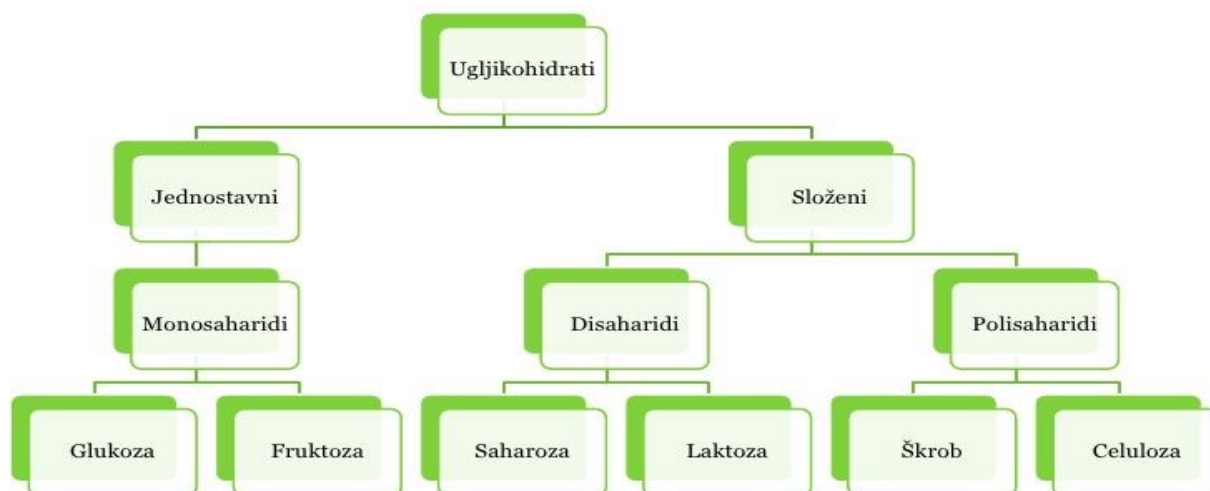 Ugljikohidrati
Jednostavni
Složeni
Monosaharidi
Disaharidi
Polisaharidi
Glukoza
Fruktoza
Saharoza
Laktoza
Škrob
Celuloza